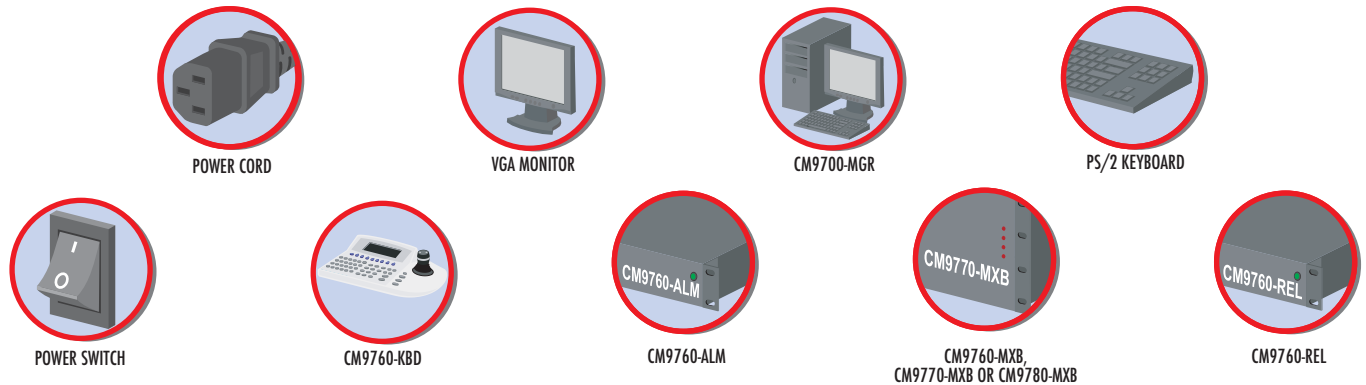 POWER CORD
VGA MONITOR
CM9700-MGR
PS/2 KEYBOARD
I
O
CM9760-ALM
CM9770-MXB
CM9760-REL
POWER SWITCH
CM9760-KBD
CM9760-ALM
CM9760-MXB,
CM9770-MXB OR CM9780-MXB
CM9760-REL